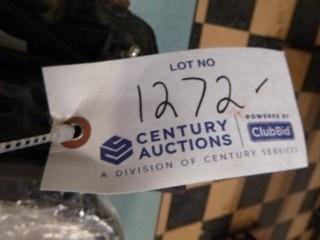 LOT NO
1272
CENTURY
AUCTIONS
A DIVISION OF CENTURY SERVICES
POWERED BY
ClubBid